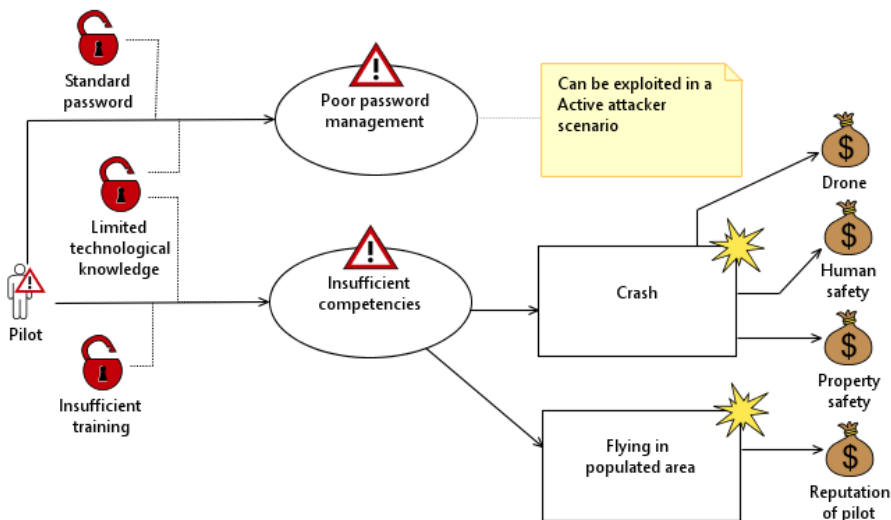 Standard
password
Poor password
management
Can be exploited in a
Active attacker
scenario
Drone
Limited
technological
knowledge
Pilot
Insufficient
competencies
Crash
Human
safety
Insufficient
training
Property
safety
Flying in
populated area
Reputation
of pilot